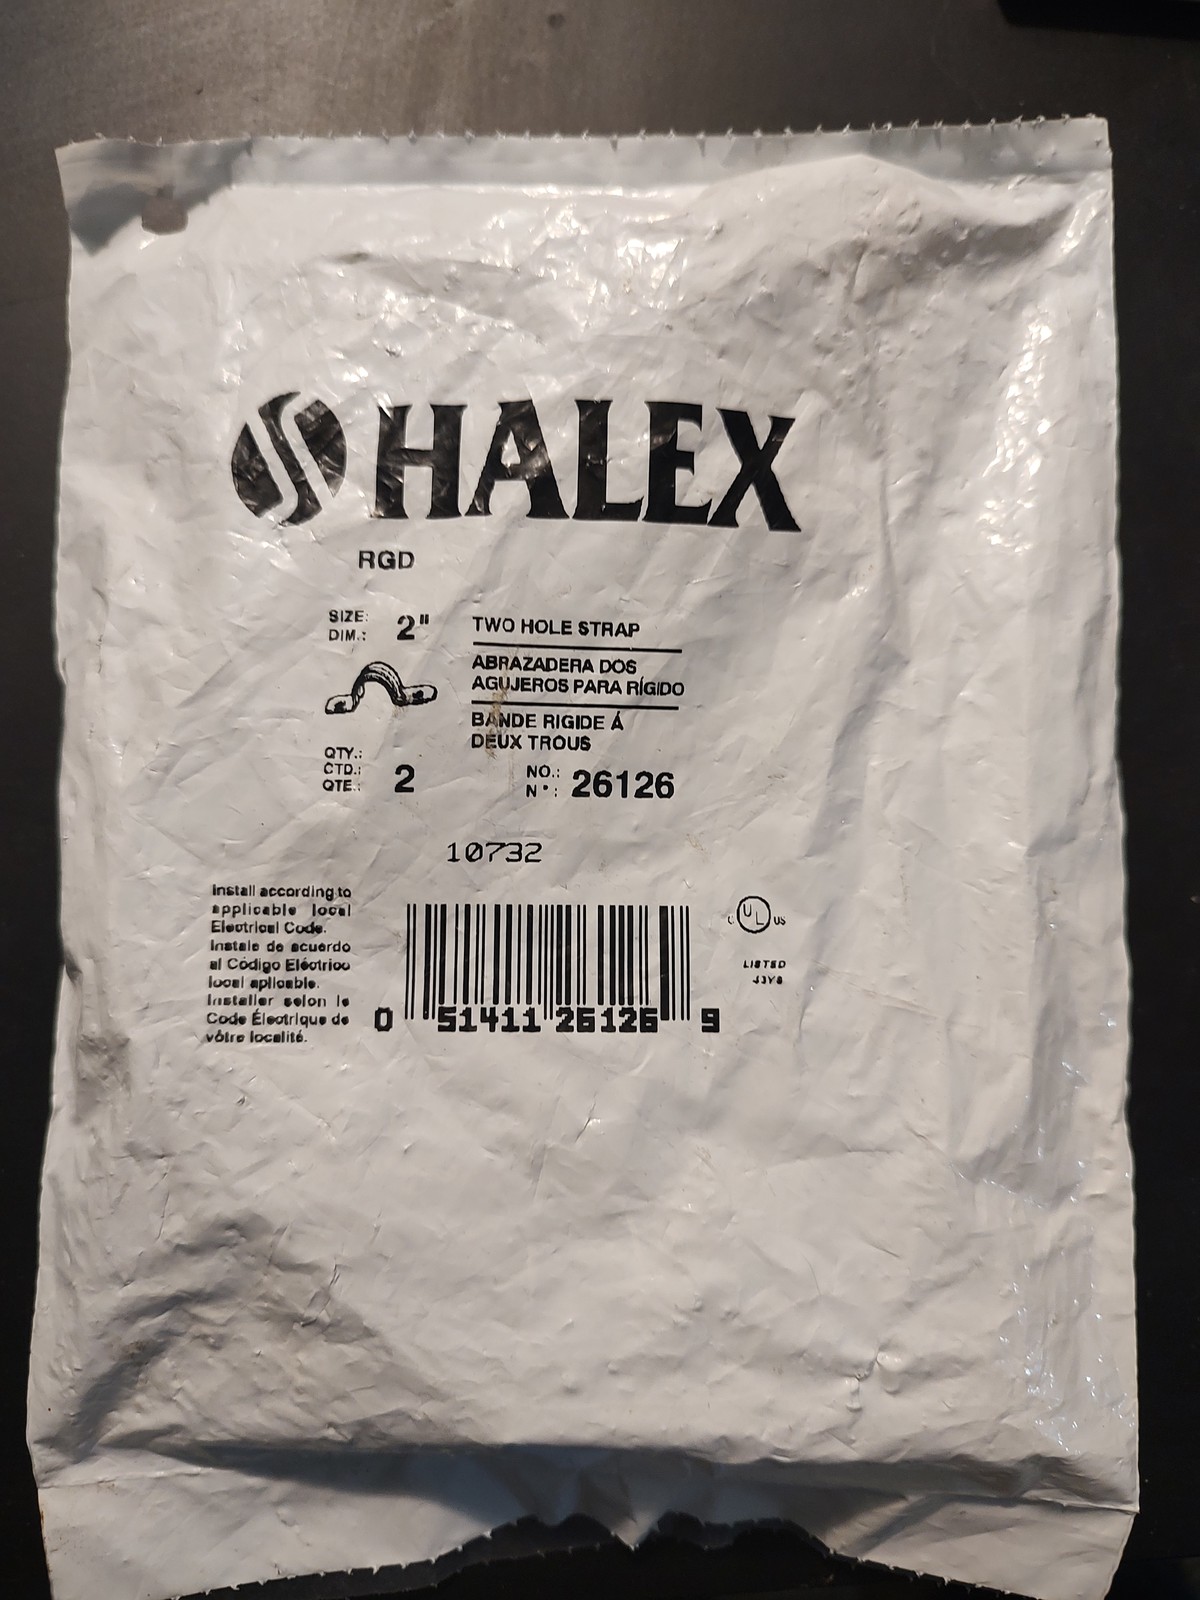 HALEX
RGD
SIZE:
DIM.: 2"
TWO HOLE STRAP
ABRAZADERA DOS
AGUJEROS PARA RÍGIDO
BANDE RIGIDE Á
DEUX TROUS
QTY.:
CTD.:
QTE.: 2
NO.:
N°: 26126
10732
Install according to
applicable local
Electrical Code.
Instale de acuerdo
al Código Eléctrico
local aplicable.
Installer selon le
Code Électrique de
vôtre localité.
0 51411 26126 9
C UL US
LISTED
43Y8